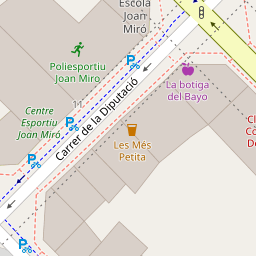 Escola
Joan
Miró
Poliesportiu
Joan Miró
La botiga
del Bayo
11
Centre
Esportiu
Joan Miró
Carrer de la Diputació
Les Més
Petita